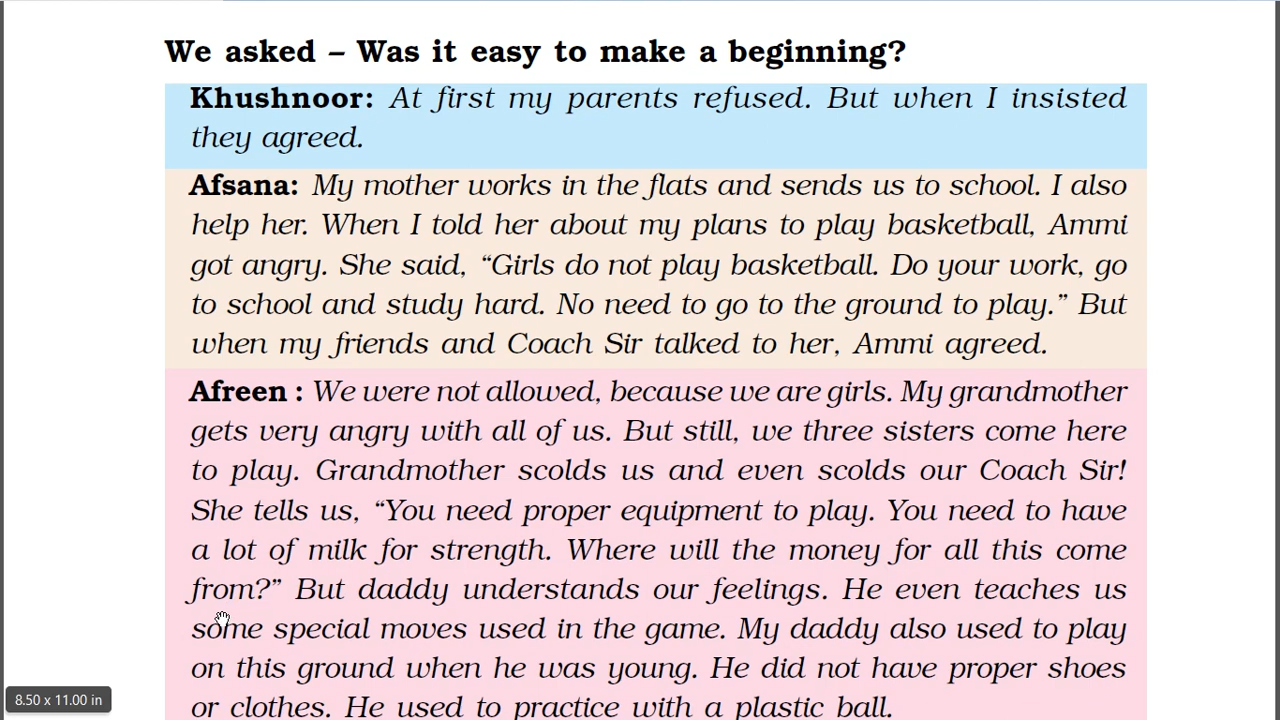 We asked – Was it easy to make a beginning?
Khushnoor: At first my parents refused. But when I insisted
they agreed.
Afsana: My mother works in the flats and sends us to school. I also
help her. When I told her about my plans to play basketball, Ammi
got angry. She said, “Girls do not play basketball. Do your work, go
to school and study hard. No need to go to the ground to play.” But
when my friends and Coach Sir talked to her, Ammi agreed.
Afreen : We were not allowed, because we are girls. My grandmother
gets very angry with all of us. But still, we three sisters come here
to play. Grandmother scolds us and even scolds our Coach Sir!
She tells us, “You need proper equipment to play. You need to have
a lot of milk for strength. Where will the money for all this come
from?” But daddy understands our feelings. He even teaches us
some special moves used in the game. My daddy also used to play
on this ground when he was young. He did not have proper shoes
or clothes. He used to practice with a plastic ball.
8.50 x 11.00 in